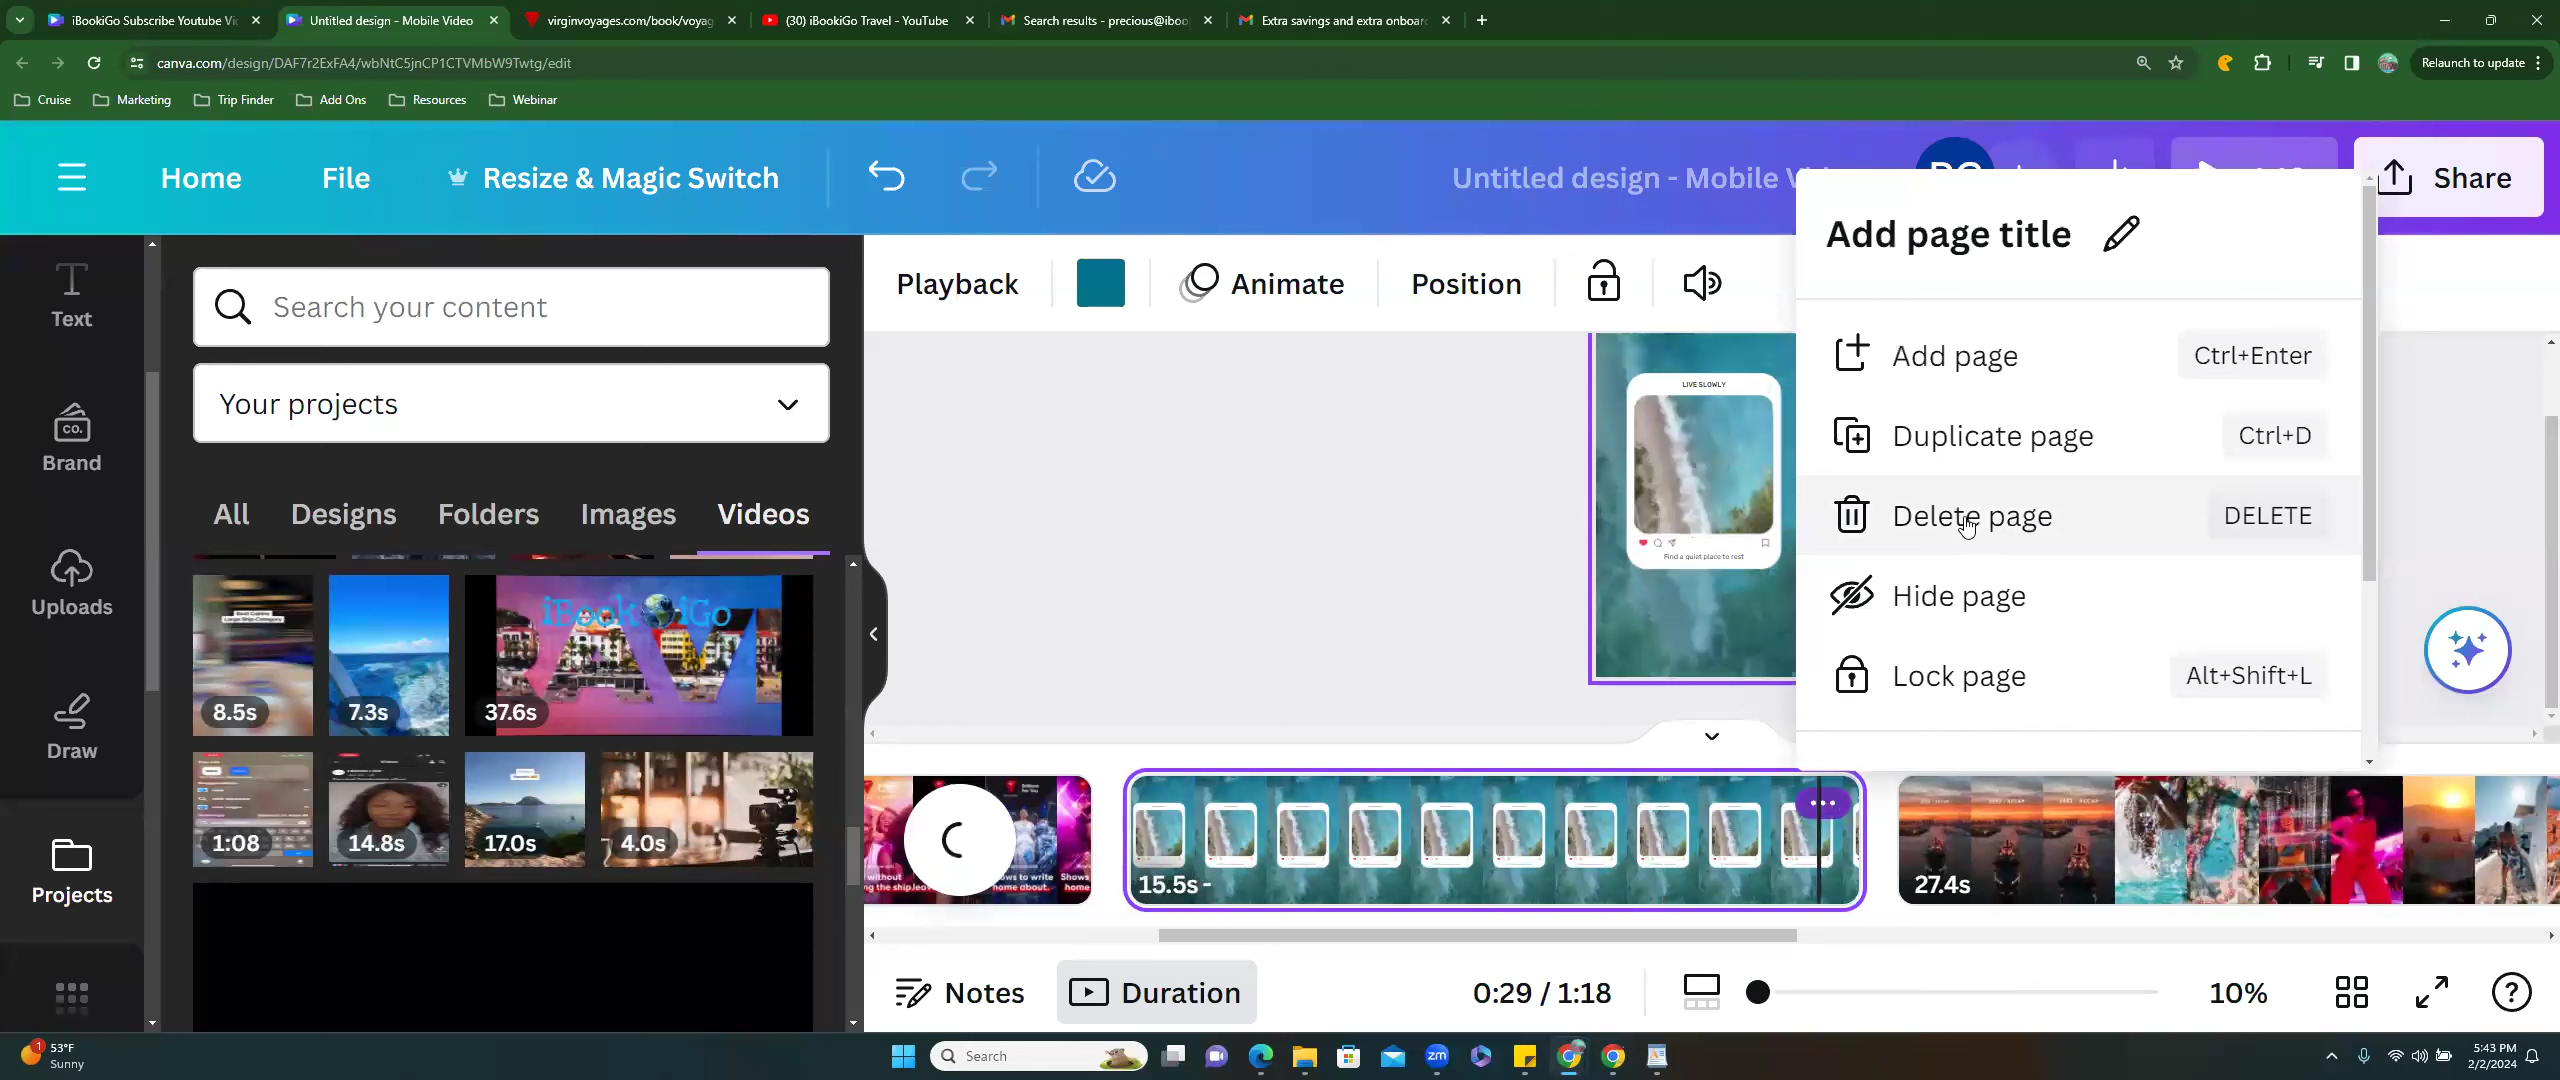 iBookiGo Subscribe Youtube Vi
Untitled design - Mobile Video
virginvoyages.com/book/voyag
(30) iBookiGo Travel - YouTube
Search results - precious@iboo
Extra savings and extra onboar
canva.com/design/DAF7r2ExFA4/wbNtC5jnCP1CTVMbW9Twtg/edit
Relaunch to update
Cruise
Marketing
Trip Finder
Add Ons
Resources
Webinar
Home
File
Resize & Magic Switch
Untitled design - Mobile V
Share
Text
Brand
Uploads
Draw
Projects
CO.
Search your content
Your projects
All
Designs
Folders
Images
Videos
8.5s
7.3s
iBook iGo
37.6s
1:08
14.8s
17.0s
4.0s
Playback
Animate
Position
LIVE SLOWLY
Find a quiet place to rest
Add page title
Add page
Ctrl+Enter
Duplicate page
Ctrl+D
Delete page
DELETE
Hide page
Lock page
Alt+Shift+L
15.5s -
27.4s
Notes
Duration
0:29 / 1:18
10%
53°F
Sunny
Search
zm
5:43 PM
2/2/2024